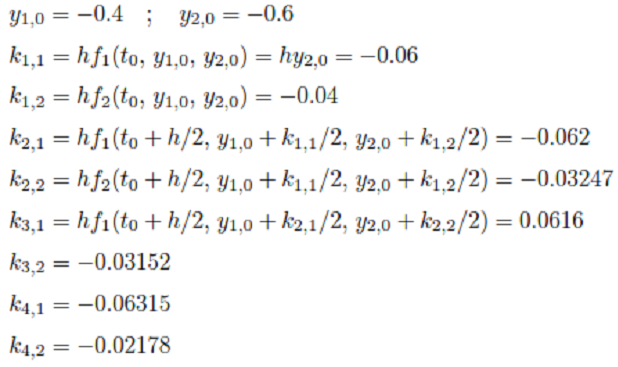 y₁,₀ = −0.4 ; y₂,₀ = −0.6
k₁,₁ = hf₁(t₀, y₁,₀, y₂,₀) = hy₂,₀ = −0.06
k₁,₂ = hf₂(t₀, y₁,₀, y₂,₀) = −0.04
k₂,₁ = hf₁(t₀ + h/2, y₁,₀ + k₁,₁/2, y₂,₀ + k₁,₂/2) = −0.062
k₂,₂ = hf₂(t₀ + h/2, y₁,₀ + k₁,₁/2, y₂,₀ + k₁,₂/2) = −0.03247
k₃,₁ = hf₁(t₀ + h/2, y₁,₀ + k₂,₁/2, y₂,₀ + k₂,₂/2) = 0.0616
k₃,₂ = −0.03152
k₄,₁ = −0.06315
k₄,₂ = −0.02178